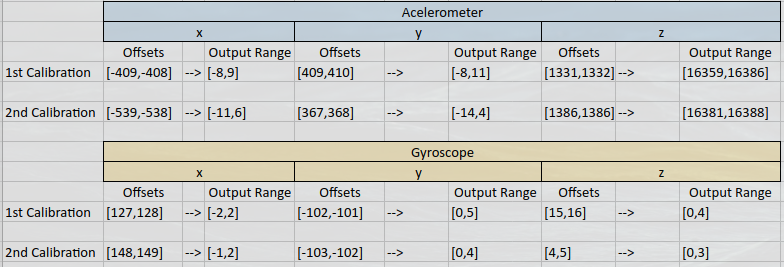 Acelerometer
x y z
Offsets Output Range Offsets Output Range Offsets Output Range
1st Calibration [-409,-408] --> [-8,9] [409,410] --> [-8,11] [1331,1332] --> [16359,16386]
2nd Calibration [-539,-538] --> [-11,6] [367,368] --> [-14,4] [1386,1386] --> [16381,16388]
Gyroscope
x y z
Offsets Output Range Offsets Output Range Offsets Output Range
1st Calibration [127,128] --> [-2,2] [-102,-101] --> [0,5] [15,16] --> [0,4]
2nd Calibration [148,149] --> [-1,2] [-103,-102] --> [0,4] [4,5] --> [0,3]